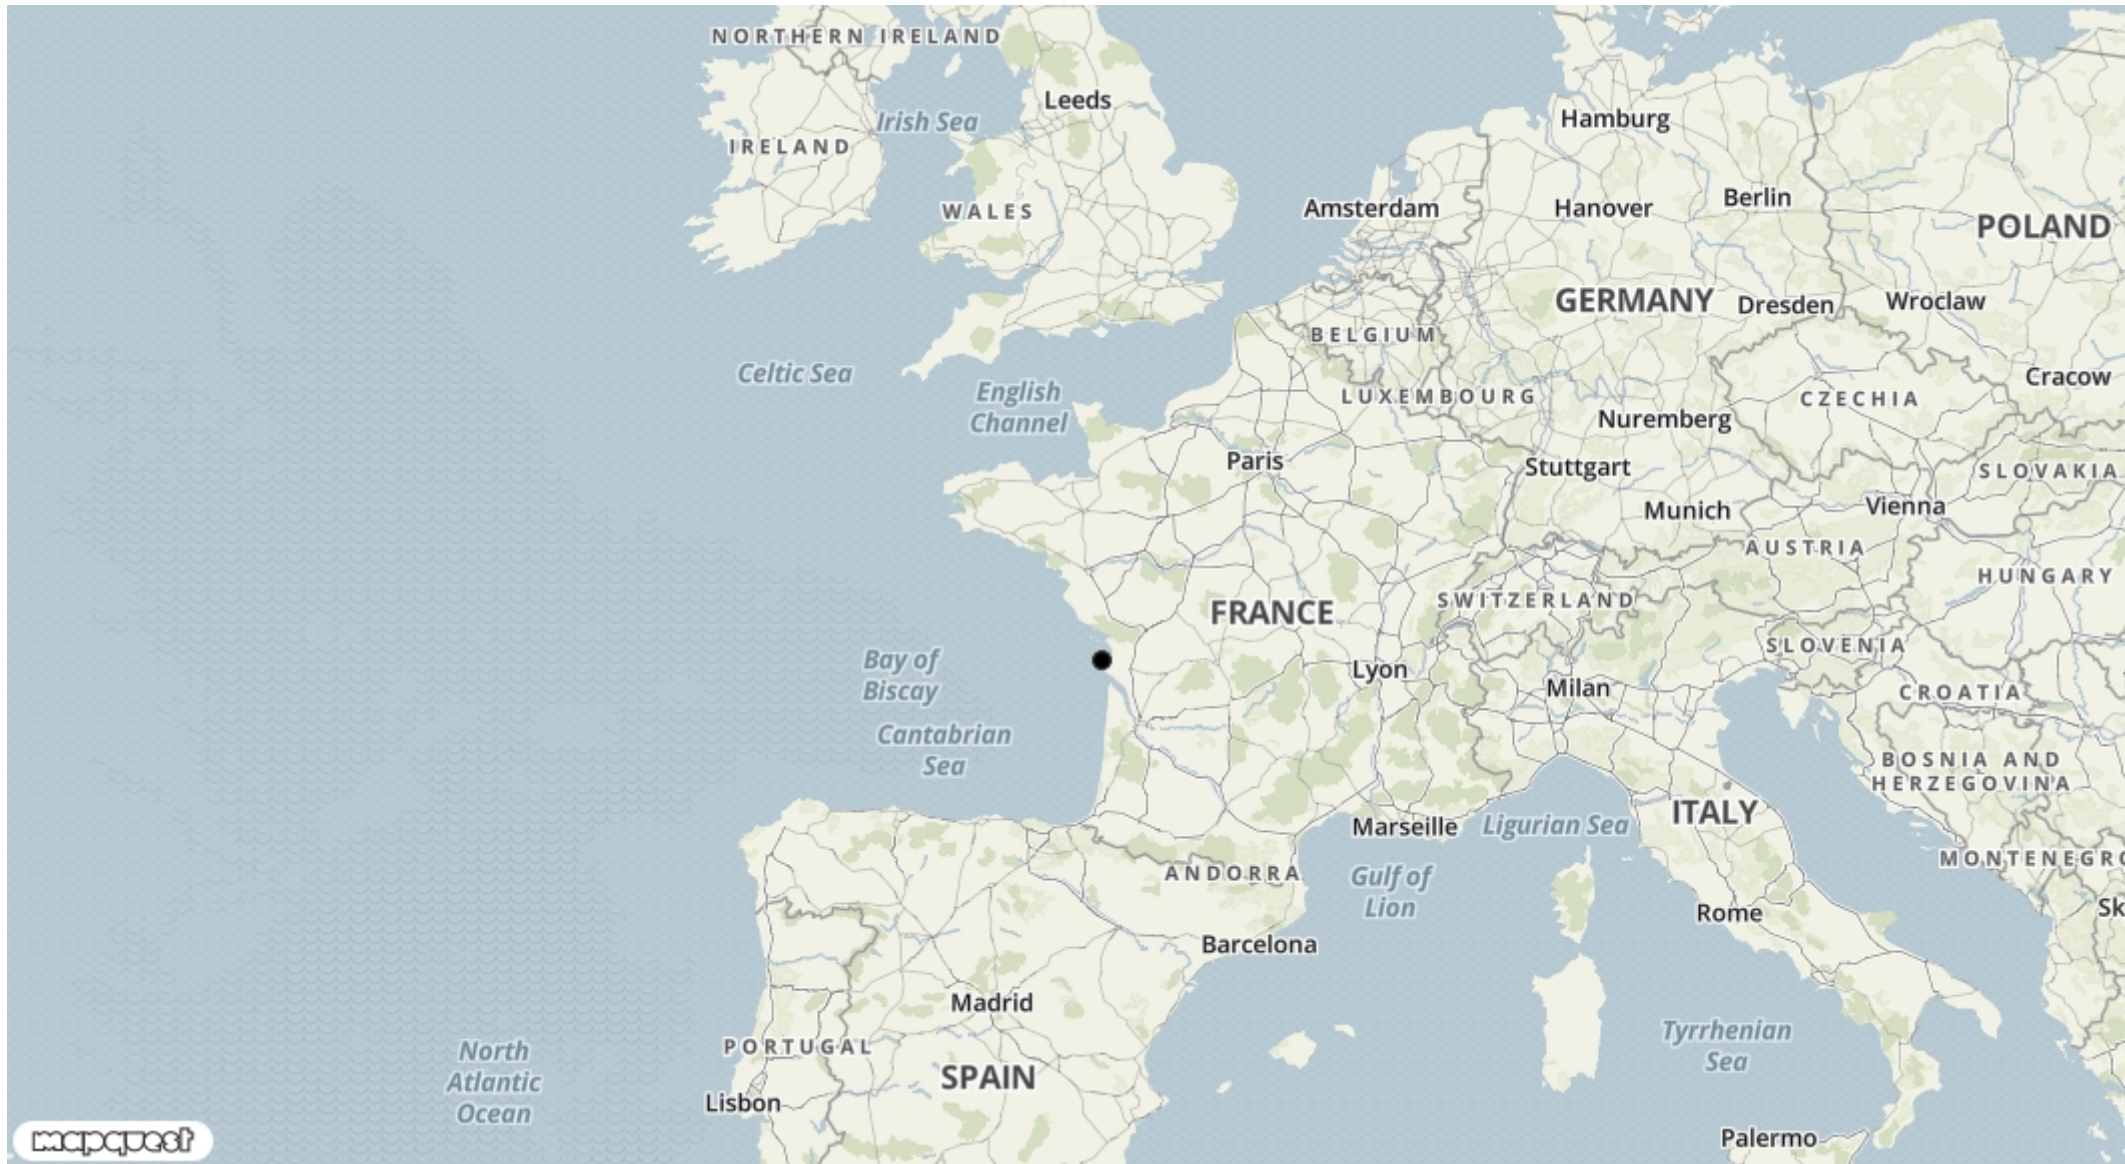 NORTHERN IRELAND
Leeds
Hamburg
Irish Sea
IRELAND
WALES
Amsterdam
Hanover
Berlin
POLAND
GERMANY
Dresden
Wroclaw
BELGIUM
Celtic Sea
English
Channel
LUXEMBOURG
Cracow
CZECHIA
Nuremberg
Paris
Stuttgart
SLOVAKIA
Munich
Vienna
AUSTRIA
HUNGARY
FRANCE
SWITZERLAND
SLOVENIA
Bay of
Biscay
Lyon
Milan
CROATIA
Cantabrian
Sea
BOSNIA AND
HERZEGOVINA
Marseille
Ligurian Sea
ITALY
MONTENEGRO
ANDORRA
Gulf of
Lion
Rome
Sk
Barcelona
Madrid
PORTUGAL
North
Atlantic
Ocean
SPAIN
Tyrrhenian
Sea
Lisbon
mapquest
Palermo